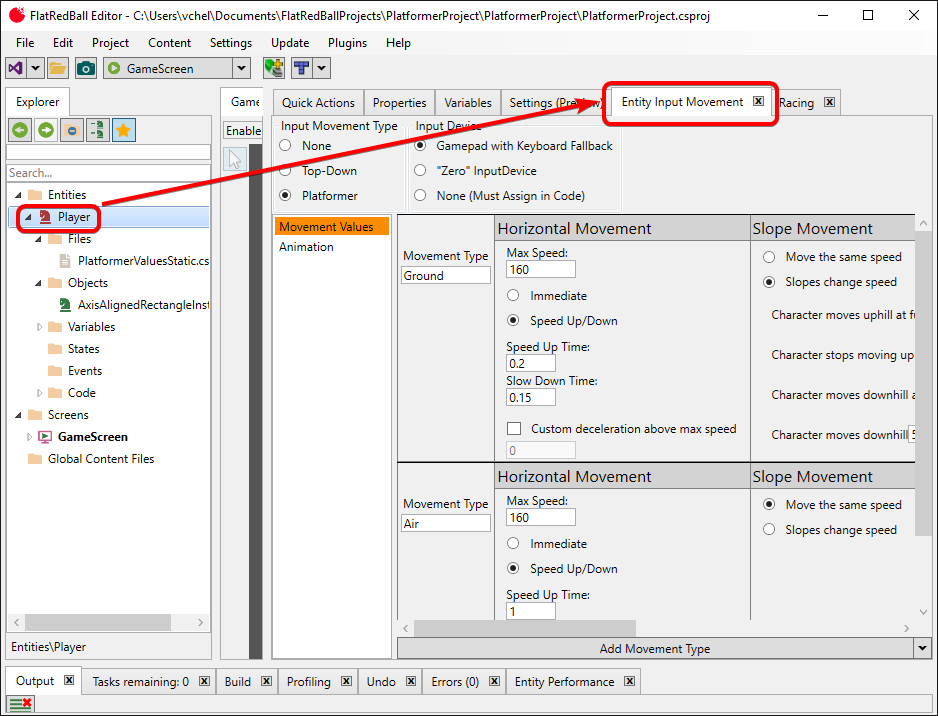 FlatRedBall Editor - C:\Users\vchel\Documents\FlatRedBallProjects\PlatformerProject\PlatformerProject\PlatformerProject.csproj
File Edit Project Content Settings Update Plugins Help
GameScreen
Explorer
Search...
Entities
Player
Files
PlatformerValuesStatic.cs
Objects
AxisAlignedRectangleInst
Variables
States
Events
Code
Screens
GameScreen
Global Content Files
Entities\Player
Game
Enable
Quick Actions Properties Variables Settings (Preview) Entity Input Movement Racing
Input Movement Type
None
Top-Down
Platformer
Input Device
Gamepad with Keyboard Fallback
"Zero" InputDevice
None (Must Assign in Code)
Movement Values
Animation
Movement Type
Ground
Horizontal Movement
Max Speed:
160
Immediate
Speed Up/Down
Speed Up Time:
0.2
Slow Down Time:
0.15
Custom deceleration above max speed
0
Slope Movement
Move the same speed
Slopes change speed
Character moves uphill at fu
Character stops moving up
Character moves downhill a
Character moves downhill 5
Movement Type
Air
Horizontal Movement
Max Speed:
160
Immediate
Speed Up/Down
Speed Up Time:
1
Slope Movement
Move the same speed
Slopes change speed
Add Movement Type
Output Tasks remaining: 0 Build Profiling Undo Errors (0) Entity Performance